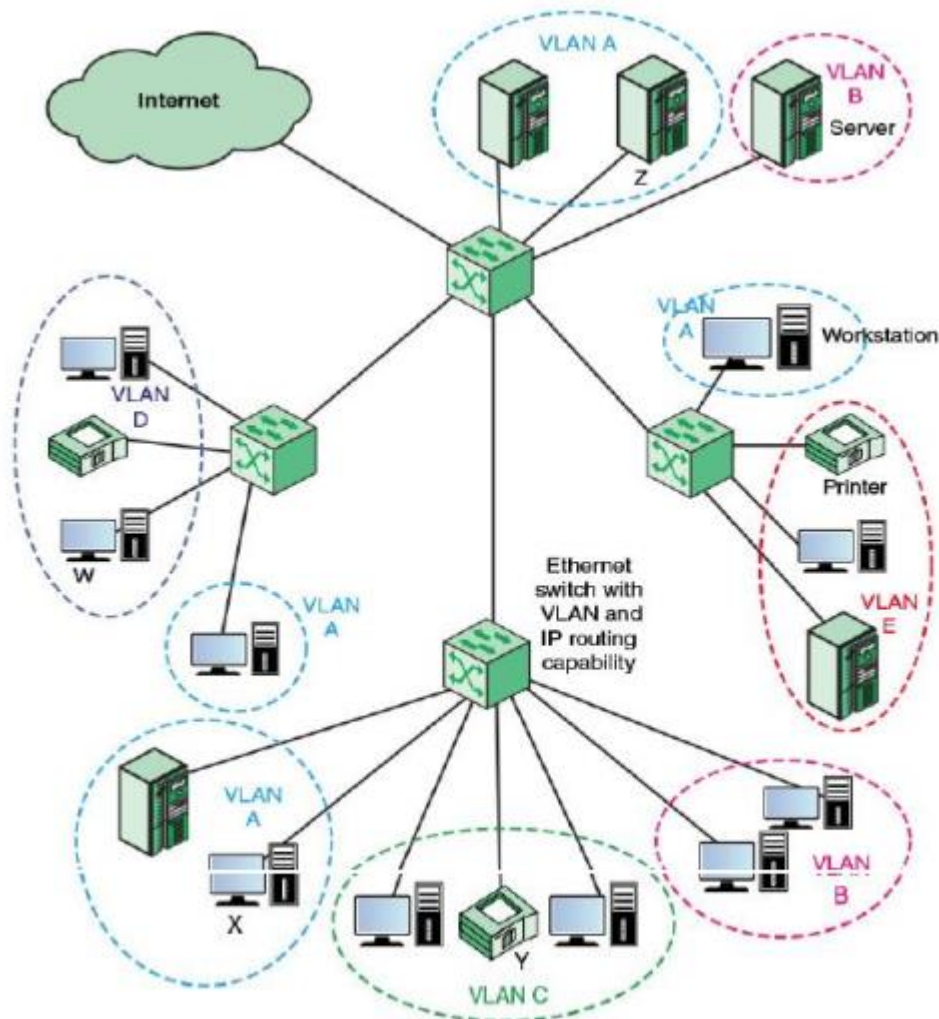 VLAN A
VLAN
B
Server
Internet
Z
VLAN
A
Workstation
VLAN
D
Printer
W
Ethernet
switch with
VLAN and
IP routing
capability
VLAN
A
VLAN
E
VLAN
A
X
VLAN
B
Y
VLAN C